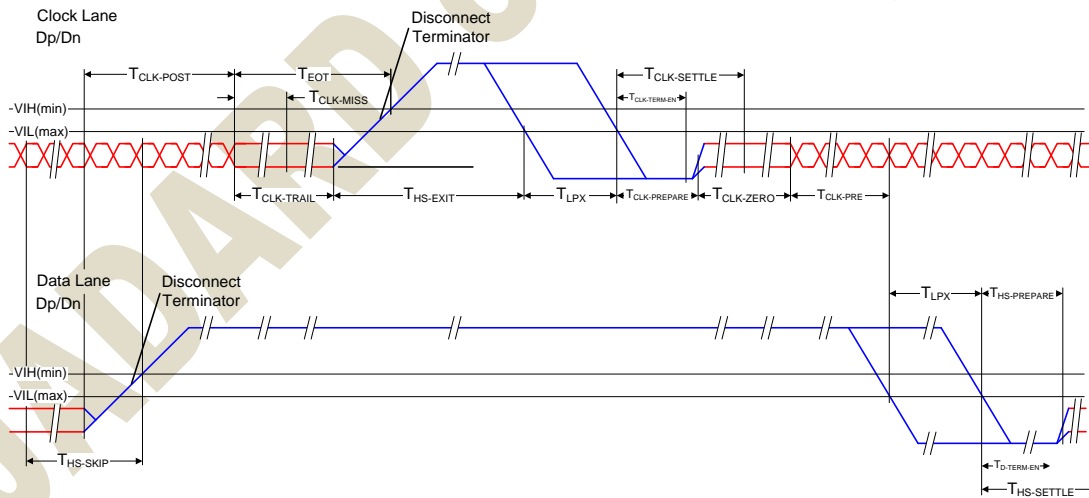 Clock Lane
Dp/Dn
Disconnect
Terminator
TCLK-POST
TEOT
TCLK-SETTLE
TCLK-MISS
TCLK-TERM-EN
VIH(min)
VIL(max)
TCLK-TRAIL
THS-EXIT
TLPX
TCLK-PREPARE
TCLK-ZERO
TCLK-PRE
Data Lane
Dp/Dn
Disconnect
Terminator
TLPX
THS-PREPARE
VIH(min)
VIL(max)
THS-SKIP
TD-TERM-EN
THS-SETTLE